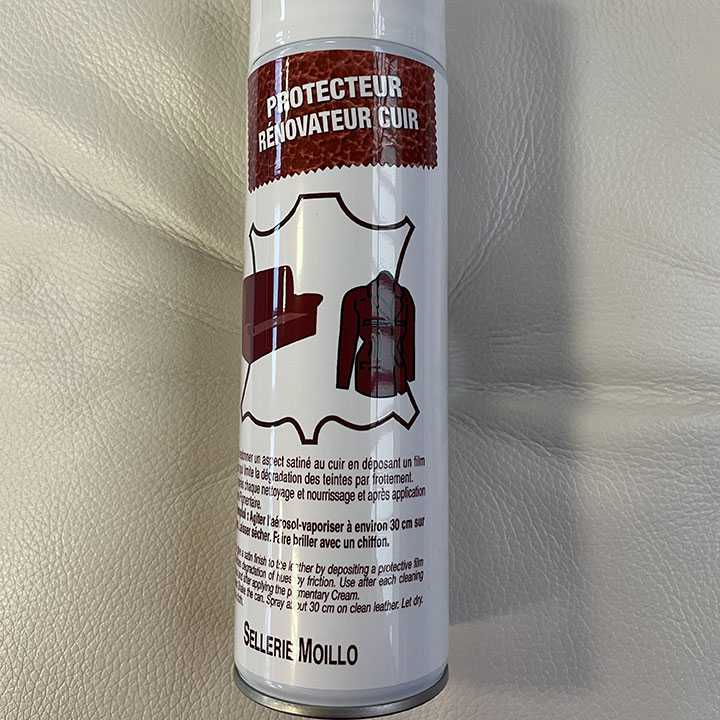 PROTECTEUR
RÉNOVATEUR CUIR
un aspect satiné au cuir en déposant un film
limite la dégradation des teintes par frottement.
chaque nettoyage et nourrissage et après application
: Agiter l'aérosol-vaporiser à environ 30 cm sur
sécher. Faire briller avec un chiffon.
a satin finish to the leather by depositing a protective film
degradation of hues by friction. Use after each cleaning
and after applying the Cream.
the can. Spray about 30 cm on clean leather. Let dry.
SELLERIE MOILLO